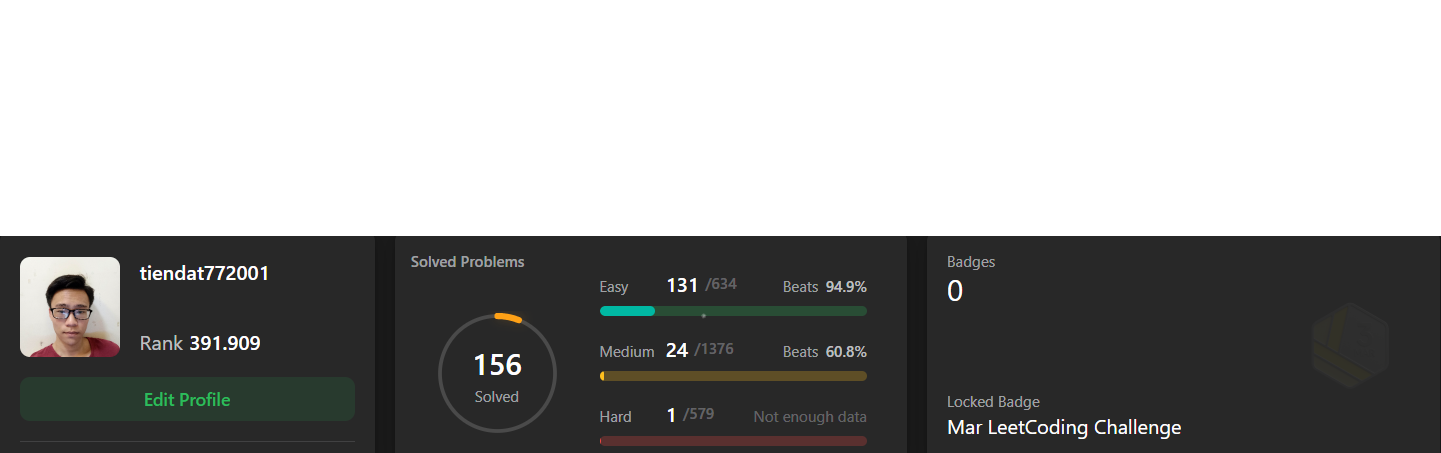 tiendat772001
Rank 391.909
Edit Profile
Solved Problems
156
Solved
Easy 131 /634 Beats 94.9%
Medium 24 /1376 Beats 60.8%
Hard 1 /579 Not enough data
Badges
0
Locked Badge
Mar LeetCoding Challenge